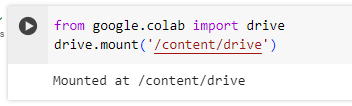 from google.colab import drive
drive.mount('/content/drive')
Mounted at /content/drive